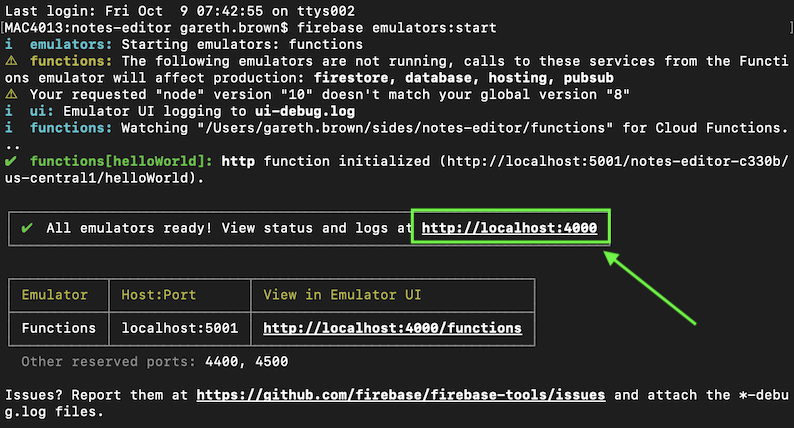 Last login: Fri Oct  9 07:42:55 on ttys002
[MAC4013:notes-editor gareth.brown$ firebase emulators:start ]
i  emulators: Starting emulators: functions
⚠  functions: The following emulators are not running, calls to these services from the Functi
ons emulator will affect production: firestore, database, hosting, pubsub
⚠  Your requested "node" version "10" doesn't match your global version "8"
i  ui: Emulator UI logging to ui-debug.log
i  functions: Watching "/Users/gareth.brown/sides/notes-editor/functions" for Cloud Functions.
..
✔  functions[helloWorld]: http function initialized (http://localhost:5001/notes-editor-c330b/
us-central1/helloWorld).
✔  All emulators ready! View status and logs at http://localhost:4000
Emulator Host:Port View in Emulator UI
Functions localhost:5001 http://localhost:4000/functions
Other reserved ports: 4400, 4500
Issues? Report them at https://github.com/firebase/firebase-tools/issues and attach the *-debu
g.log files.